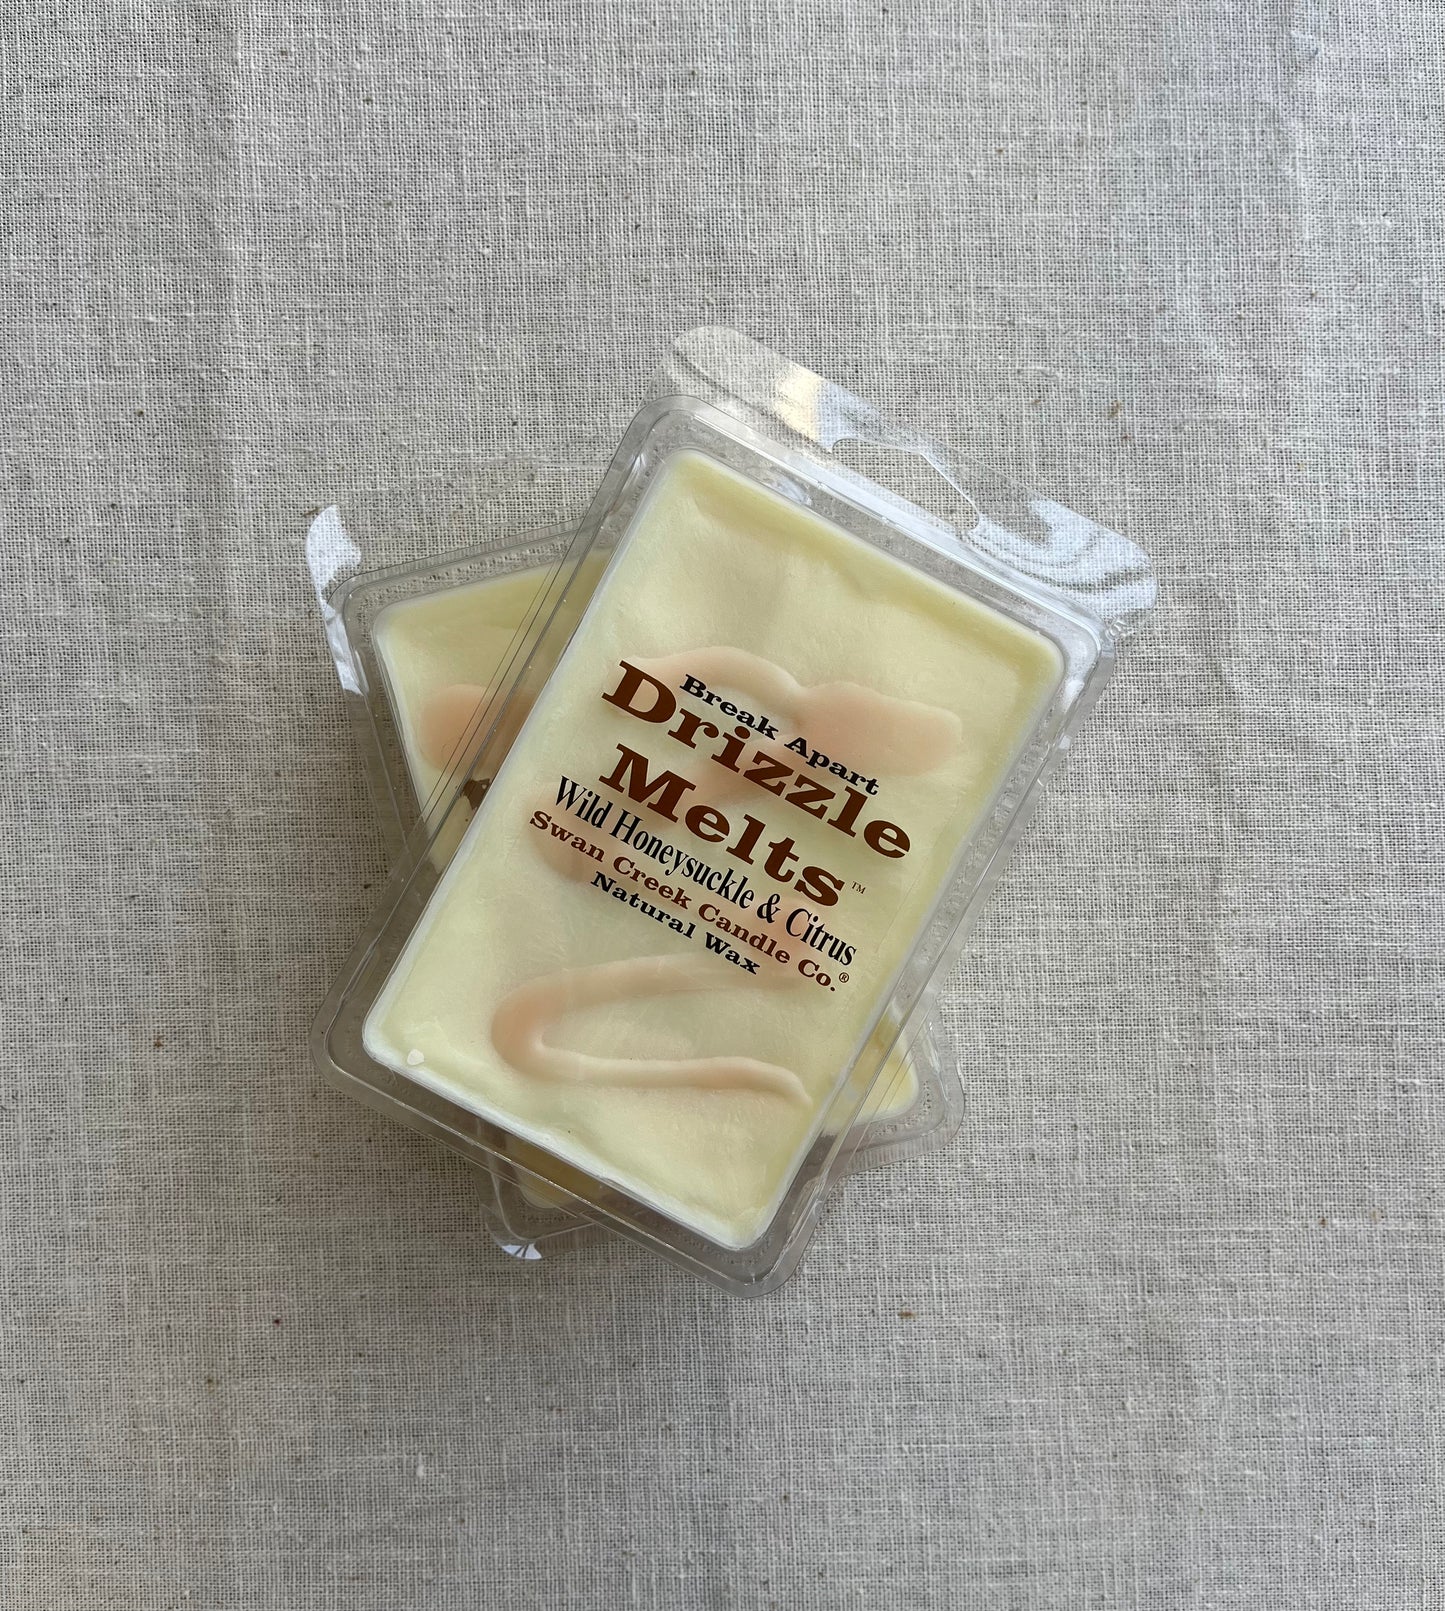 Break Apart
Drizzle
Melts™
Wild Honeysuckle & Citrus
Swan Creek Candle Co.®
Natural Wax